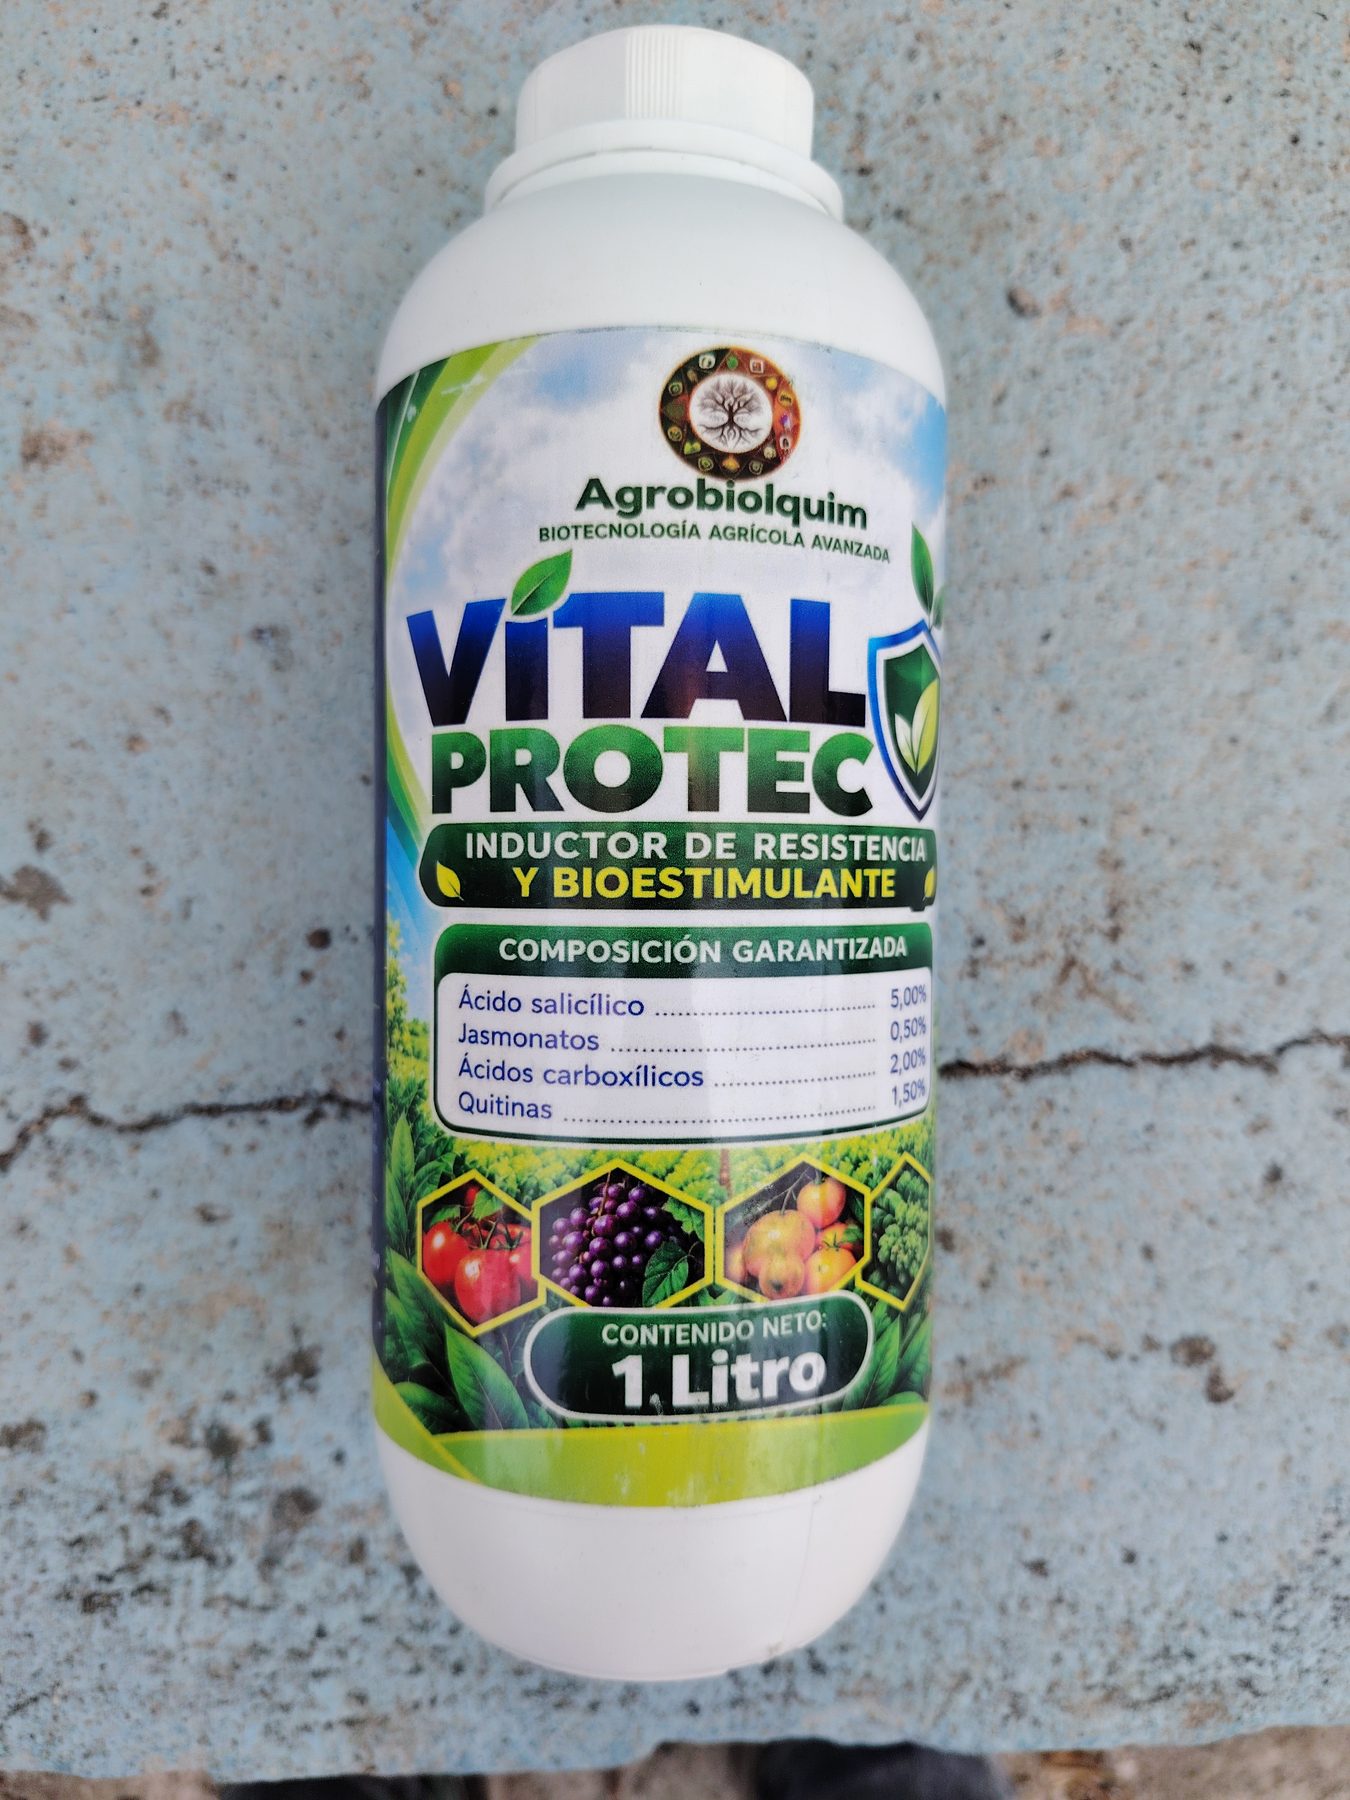 Agrobiolquim
BIOTECNOLOGÍA AGRÍCOLA AVANZADA
VITAL
PROTEC
INDUCTOR DE RESISTENCIA
Y BIOESTIMULANTE
COMPOSICIÓN GARANTIZADA
Ácido salicílico ........................ 5,00%
Jasmonatos ........................ 0,50%
Ácidos carboxílicos ........................ 2,00%
Quitinas ........................ 1,50%
CONTENIDO NETO:
1 Litro